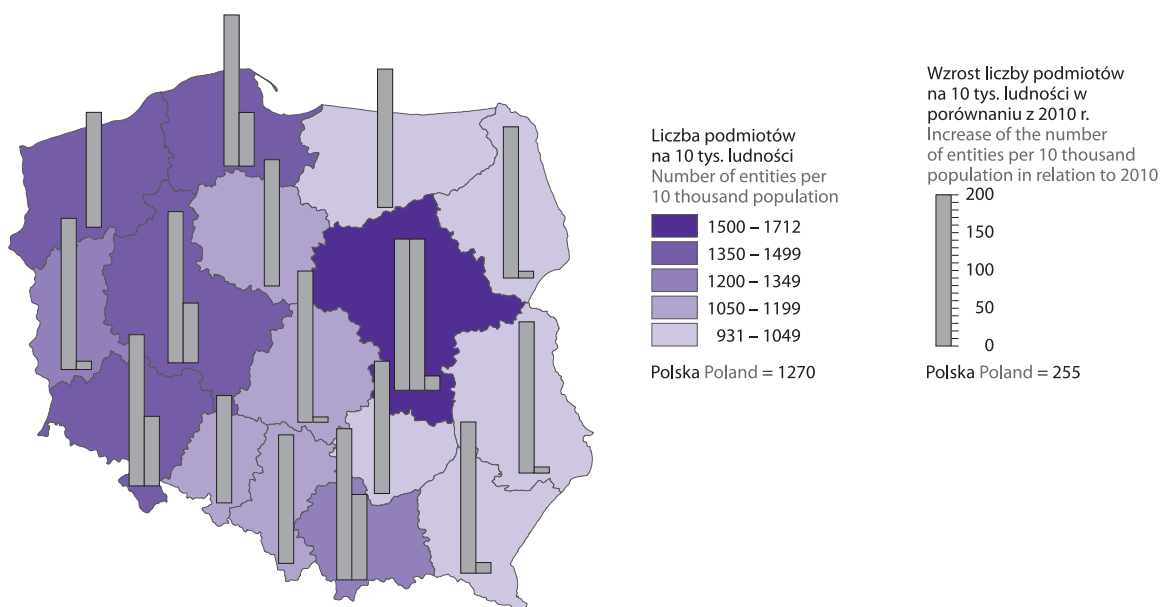 Liczba podmiotów
na 10 tys. ludności
Number of entities per
10 thousand population
1500 – 1712
1350 – 1499
1200 – 1349
1050 – 1199
931 – 1049
Polska Poland = 1270
Wzrost liczby podmiotów
na 10 tys. ludności w
porównaniu z 2010 r.
Increase of the number
of entities per 10 thousand
population in relation to 2010
200
150
100
50
0
Polska Poland = 255